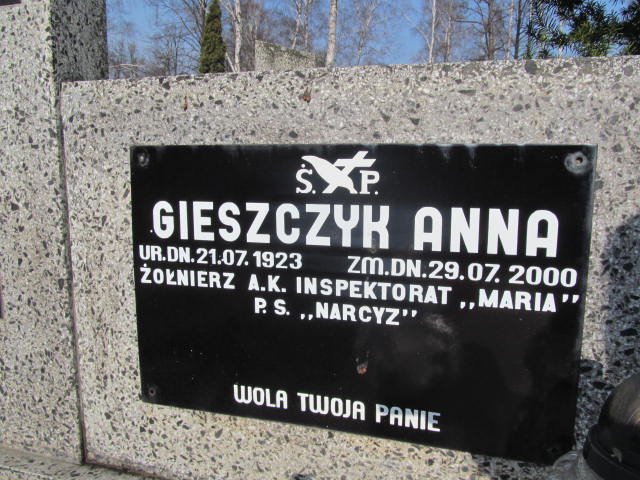 Ś. P.
GIESZCZYK ANNA
UR.DN.21.07.1923 ZM.DN.29.07.2000
ŻOŁNIERZ A.K. INSPEKTORAT „MARIA”
P.S. „NARCYZ”
WOLA TWOJA PANIE